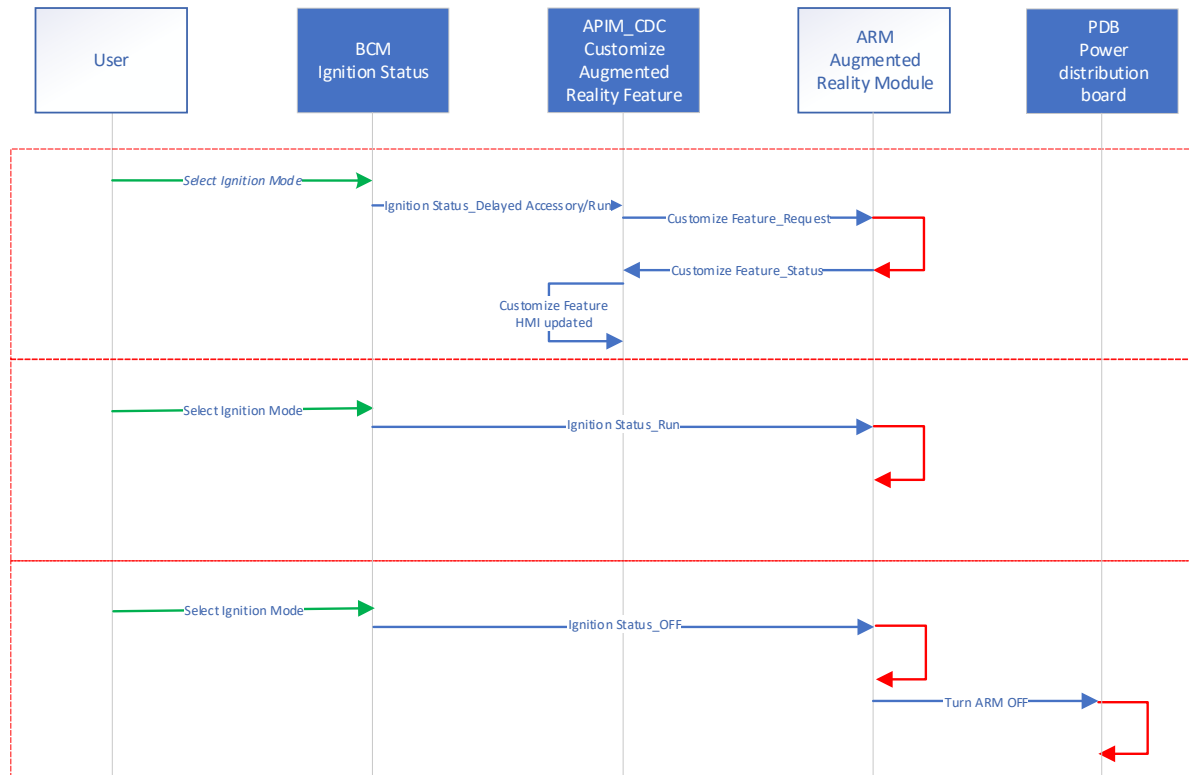 User
BCM
Ignition Status
APIM_CDC
Customize
Augmented
Reality Feature
ARM
Augmented
Reality Module
PDB
Power
distribution
board
Select Ignition Mode
Ignition Status_Delayed Accessory/Run
Customize Feature_Request
Customize Feature_Status
Customize Feature
HMI updated
Select Ignition Mode
Ignition Status_Run
Select Ignition Mode
Ignition Status_OFF
Turn ARM OFF